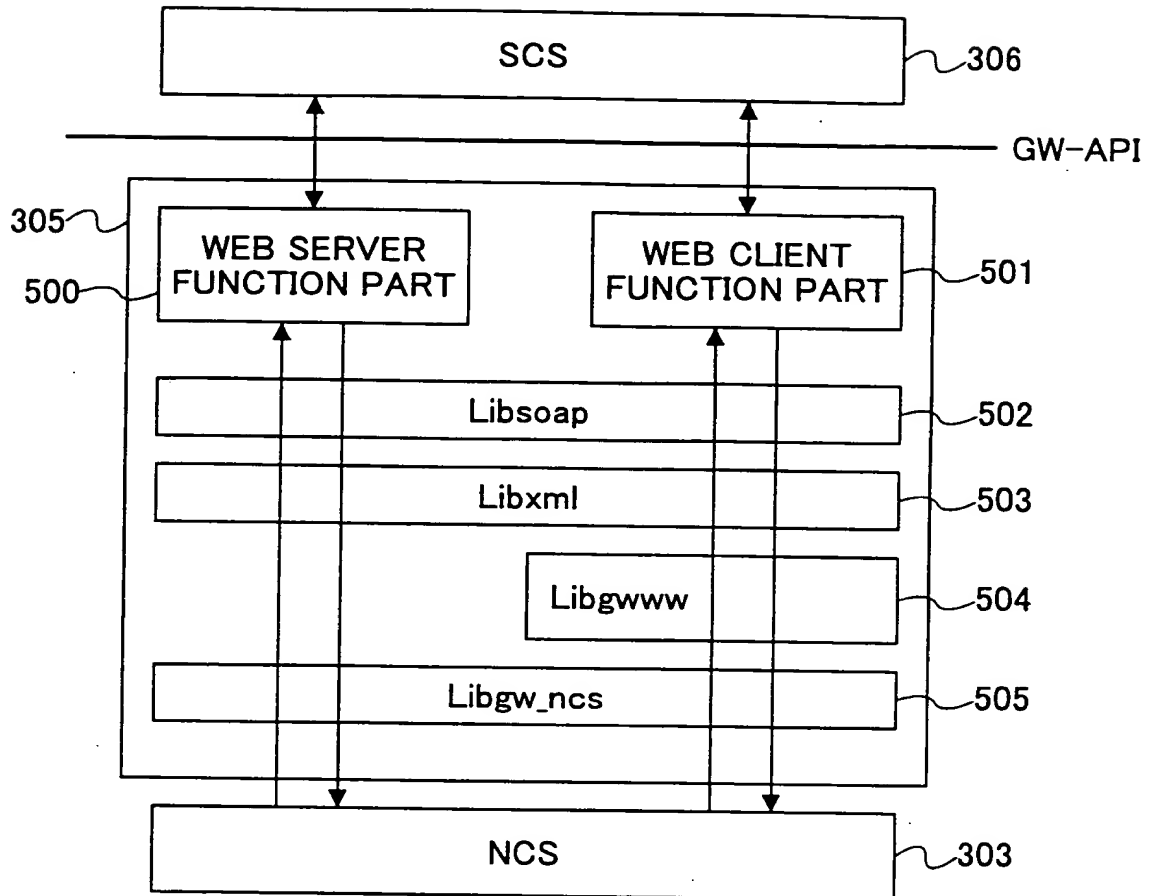 SCS
306
GW-API
305
WEB SERVER
FUNCTION PART
500
WEB CLIENT
FUNCTION PART
501
Libsoap
502
Libxml
503
Libgwww
504
Libgw_ncs
505
NCS
303